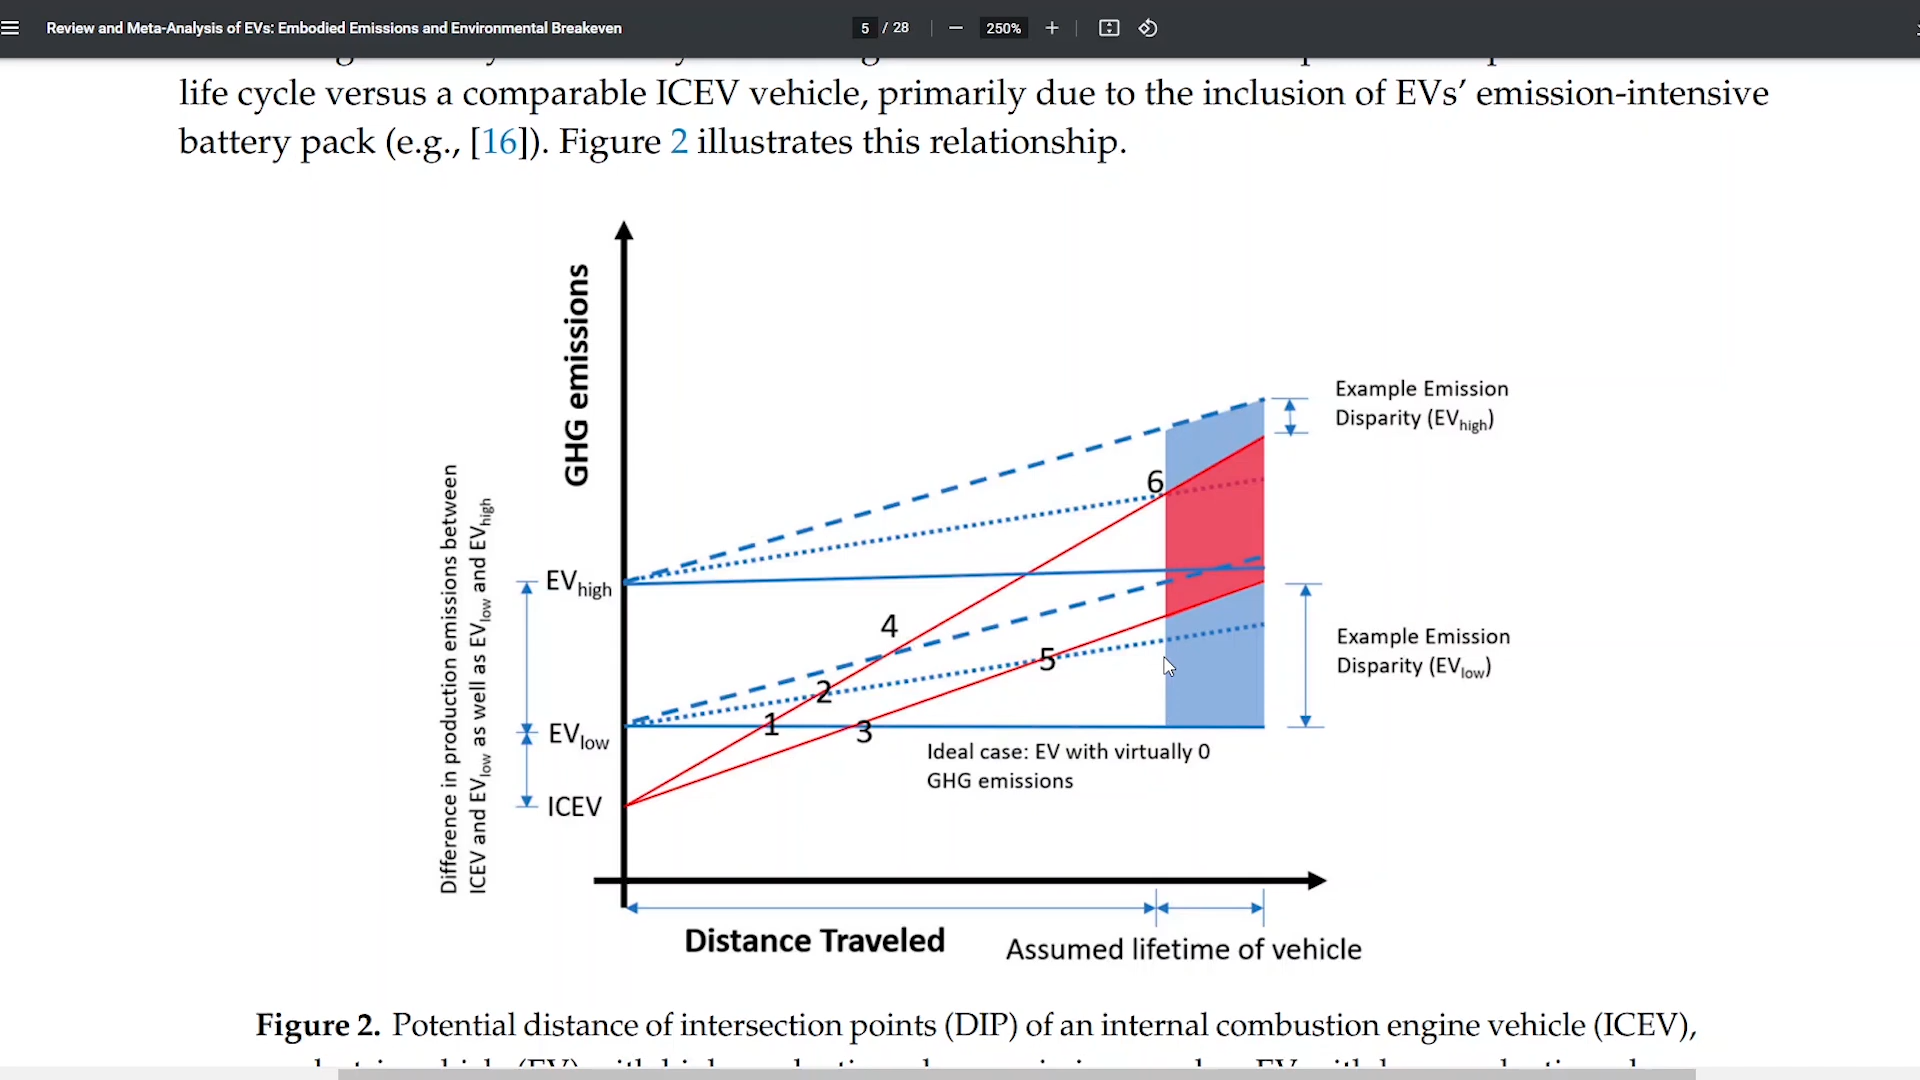 Review and Meta-Analysis of EVs: Embodied Emissions and Environmental Breakeven
5 / 28
250%
life cycle versus a comparable ICEV vehicle, primarily due to the inclusion of EVs’ emission-intensive
battery pack (e.g., [16]). Figure 2 illustrates this relationship.
GHG emissions
Difference in production emissions between
ICEV and EVlow as well as EVlow and EVhigh
EVhigh
EVlow
ICEV
1
2
3
4
5
6
Example Emission
Disparity (EVhigh)
Example Emission
Disparity (EVlow)
Ideal case: EV with virtually 0
GHG emissions
Distance Traveled
Assumed lifetime of vehicle
Figure 2. Potential distance of intersection points (DIP) of an internal combustion engine vehicle (ICEV),